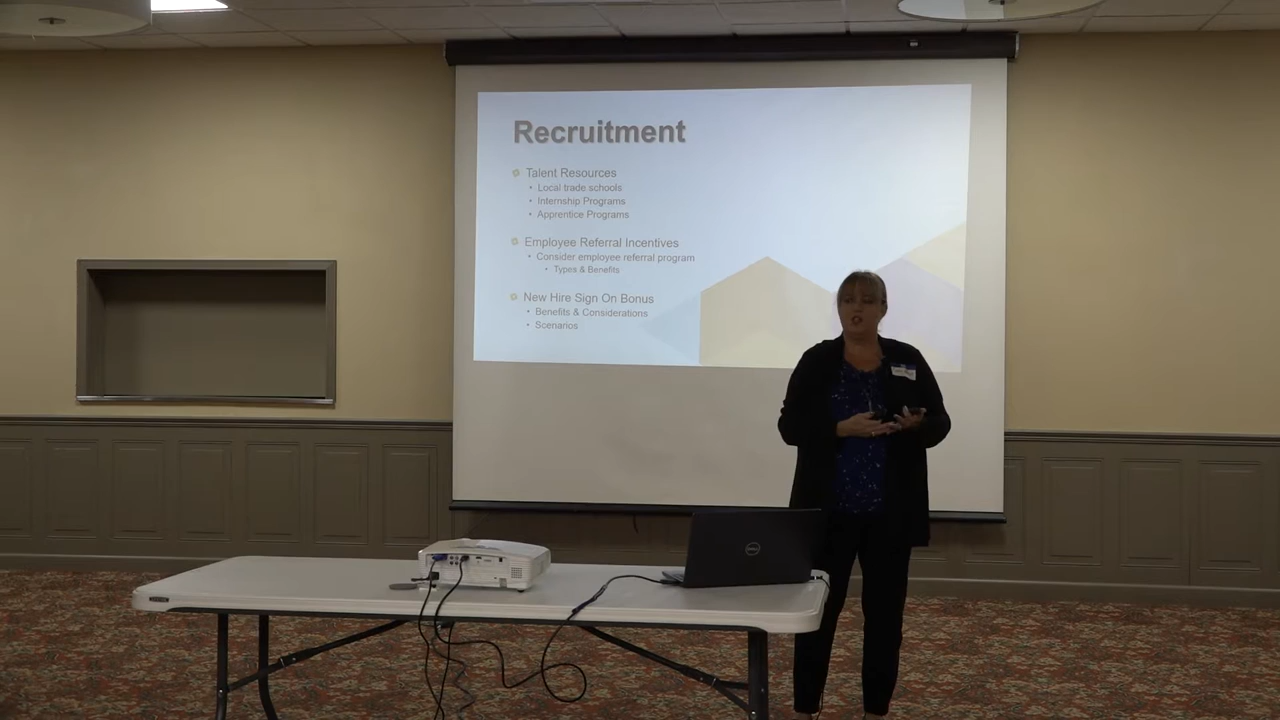 Recruitment
Talent Resources
Local trade schools
Internship Programs
Apprentice Programs
Employee Referral Incentives
Consider employee referral program
Types & Benefits
New Hire Sign On Bonus
Benefits & Considerations
Scenarios
DELL